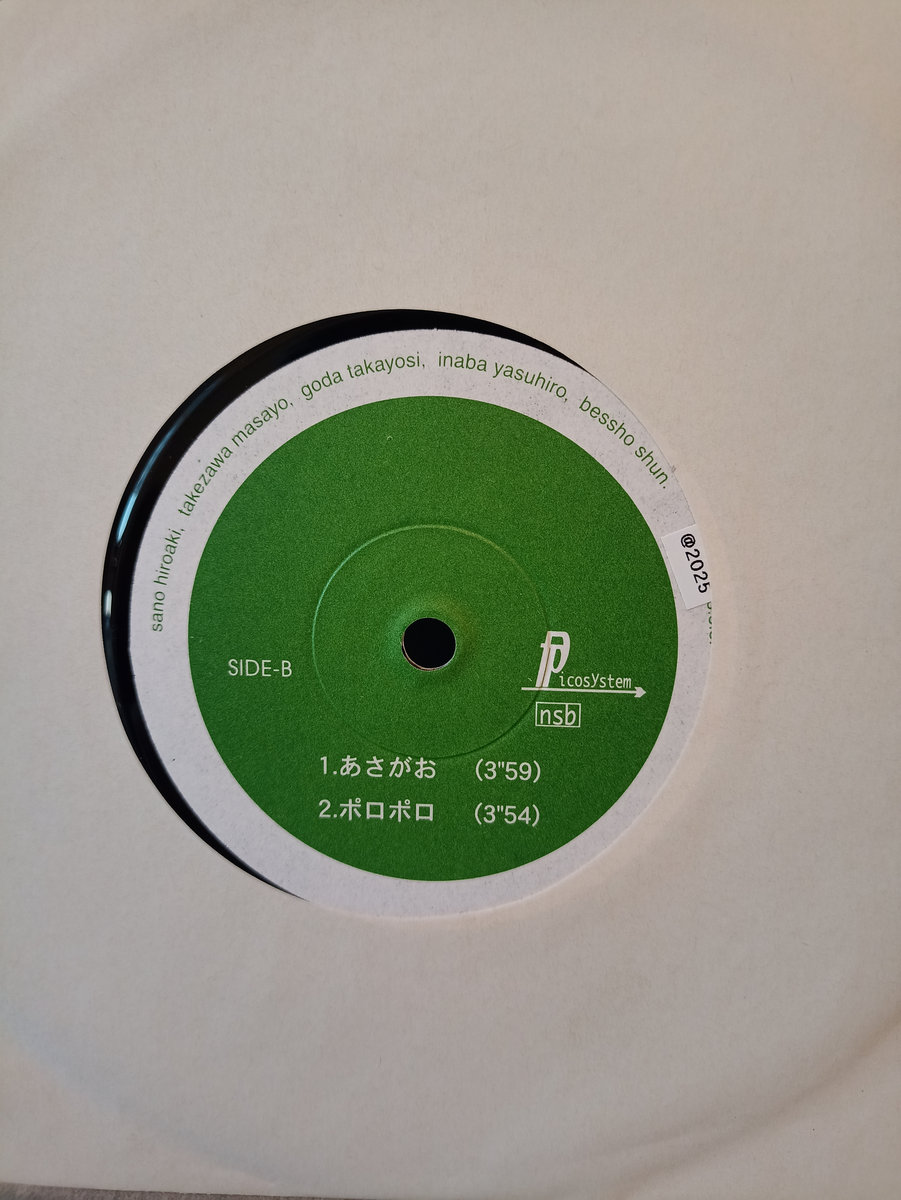 sano hiroaki, takezawa masayo, goda takayosi, inaba yasuhiro, bessho shun.
@2025
SIDE-B
Picosystem
nsb
1.あさがお (3"59)
2.ポロポロ (3"54)